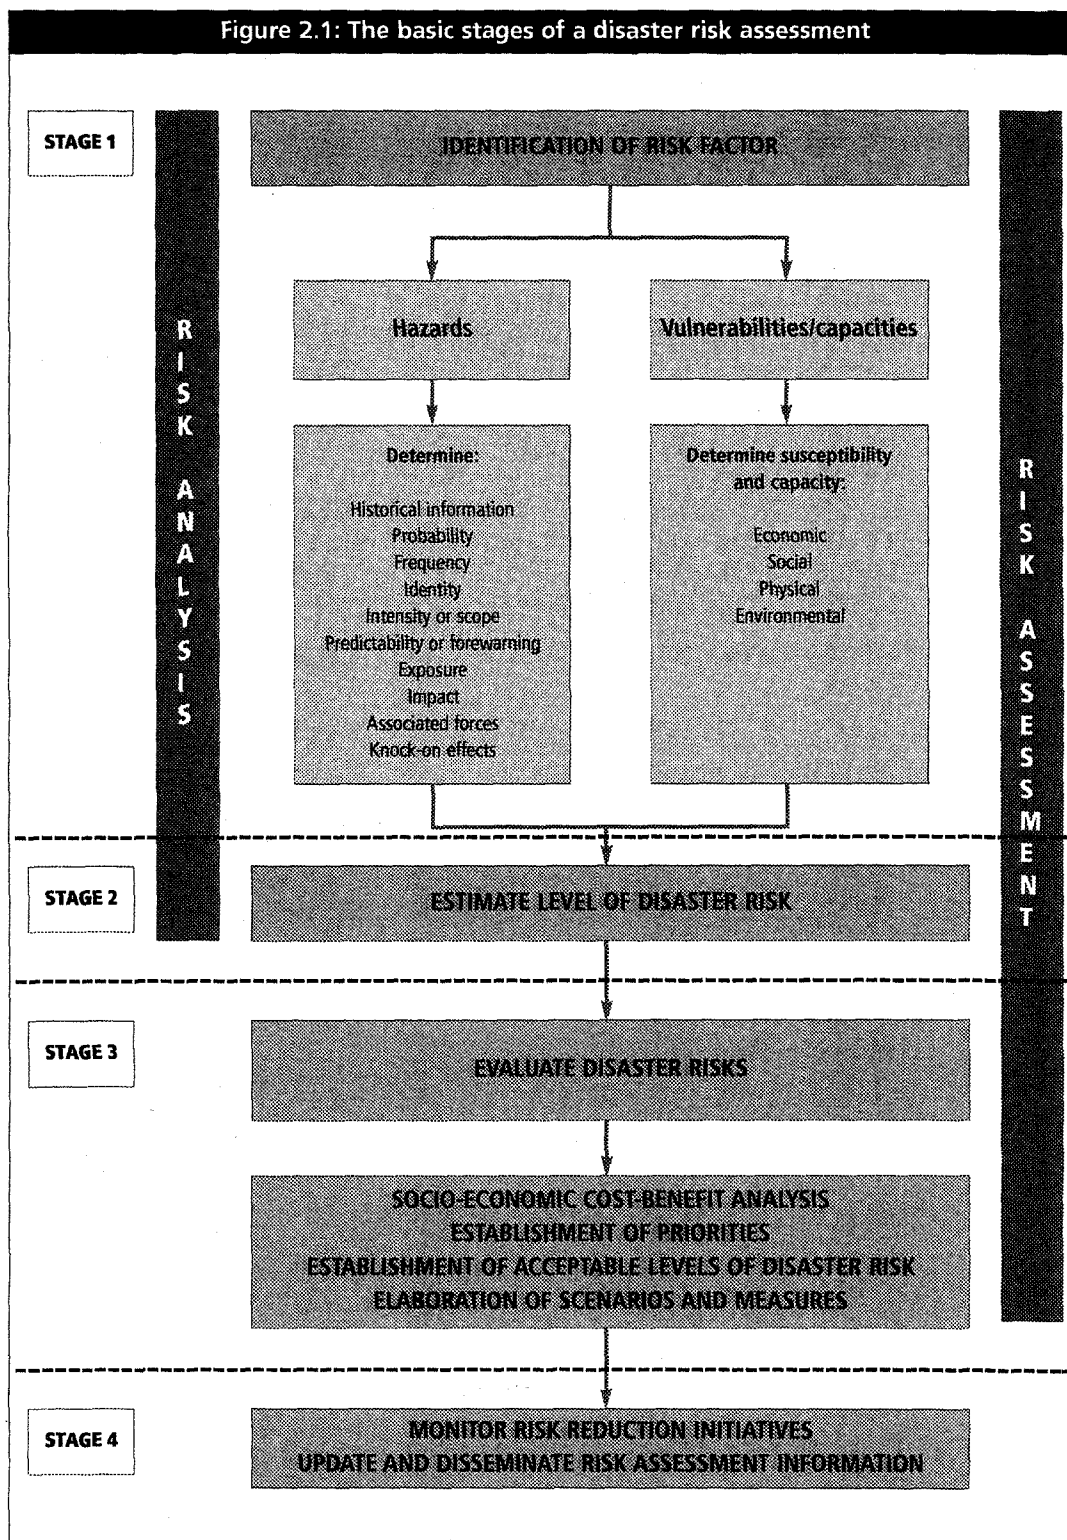 Figure 2.1: The basic stages of a disaster risk assessment
STAGE 1
IDENTIFICATION OF RISK FACTOR
Hazards
Vulnerabilities/capacities
RISK ANALYSIS
Determine:
Historical information
Probability
Frequency
Identity
Intensity or scope
Predictability or forewarning
Exposure
Impact
Associated forces
Knock-on effects
Determine susceptibility
and capacity:
Economic
Social
Physical
Environmental
RISK ASSESSMENT
STAGE 2
ESTIMATE LEVEL OF DISASTER RISK
STAGE 3
EVALUATE DISASTER RISKS
SOCIO-ECONOMIC COST-BENEFIT ANALYSIS
ESTABLISHMENT OF PRIORITIES
ESTABLISHMENT OF ACCEPTABLE LEVELS OF DISASTER RISK
ELABORATION OF SCENARIOS AND MEASURES
STAGE 4
MONITOR RISK REDUCTION INITIATIVES
UPDATE AND DISSEMINATE RISK ASSESSMENT INFORMATION